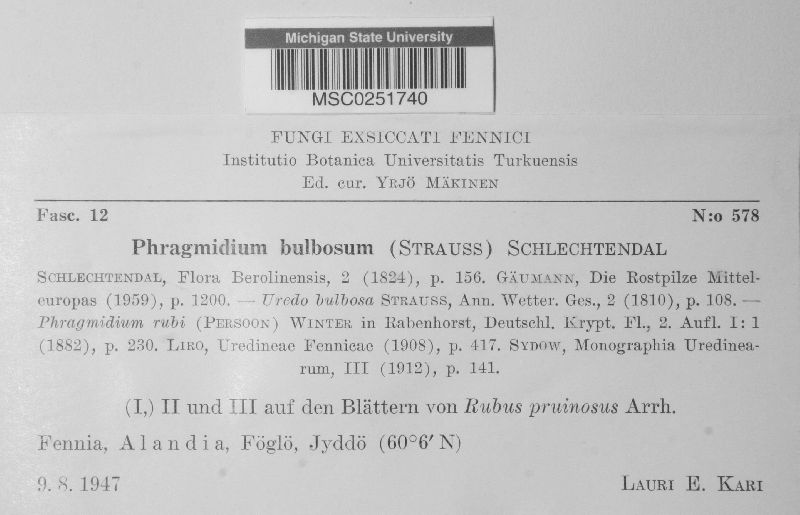 Michigan State University
MSC0251740
FUNGI EXSICCATI FENNICI
Institutio Botanica Universitatis Turkuensis
Ed. cur. YRJÖ MÄKINEN
Fasc. 12 N:o 578
Phragmidium bulbosum (STRAUSS) SCHLECHTENDAL
SCHLECHTENDAL, Flora Berolinensis, 2 (1824), p. 156. GÄUMANN, Die Rostpilze Mittel-
europas (1959), p. 1200. — Uredo bulbosa STRAUSS, Ann. Wetter. Ges., 2 (1810), p. 108. —
Phragmidium rubi (PERSOON) WINTER in Rabenhorst, Deutschl. Krypt. Fl., 2. Aufl. I: 1
(1882), p. 230. LIRO, Uredineae Fennicae (1908), p. 417. SYDOW, Monographia Uredinea-
rum, III (1912), p. 141.
(I,) II und III auf den Blättern von Rubus pruinosus Arrh.
Fennia, Alandia, Föglö, Jyddö (60°6′ N)
9. 8. 1947 LAURI E. KARI